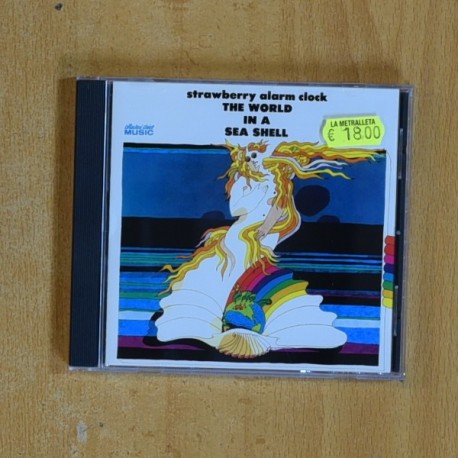 strawberry alarm clock
THE WORLD
IN A
SEA SHELL
MUSIC
LA METRALLETA
€ 18.00